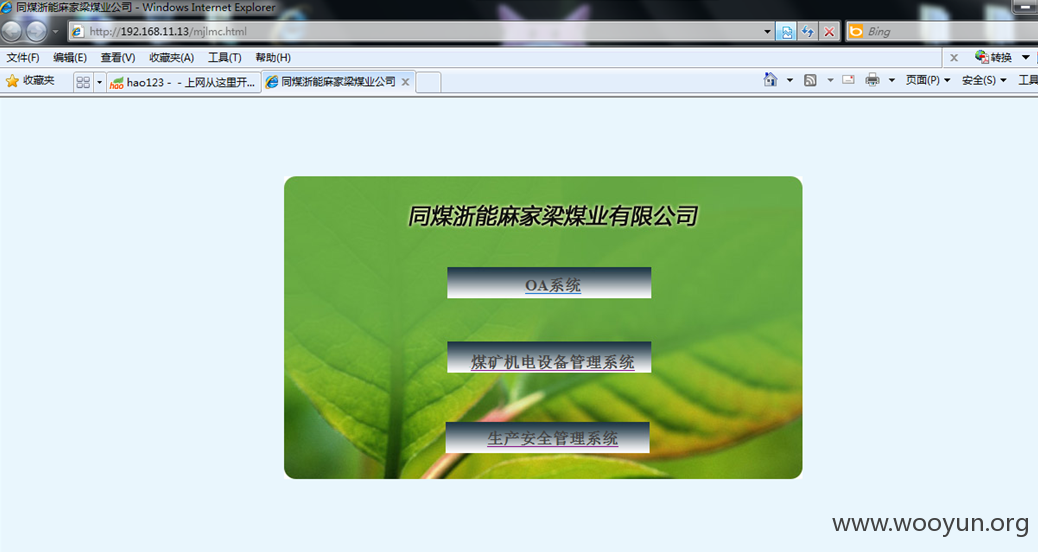 同煤浙能麻家梁煤业公司 - Windows Internet Explorer
http://192.168.11.13/mjlmc.html
Bing
文件(F) 编辑(E) 查看(V) 收藏夹(A) 工具(T) 帮助(H)
转换
收藏夹
hao123 - - 上网从这里开...
同煤浙能麻家梁煤业公司
页面(P) 安全(S) 工具
同煤浙能麻家梁煤业有限公司
OA系统
煤矿机电设备管理系统
生产安全管理系统
www.wooyun.org